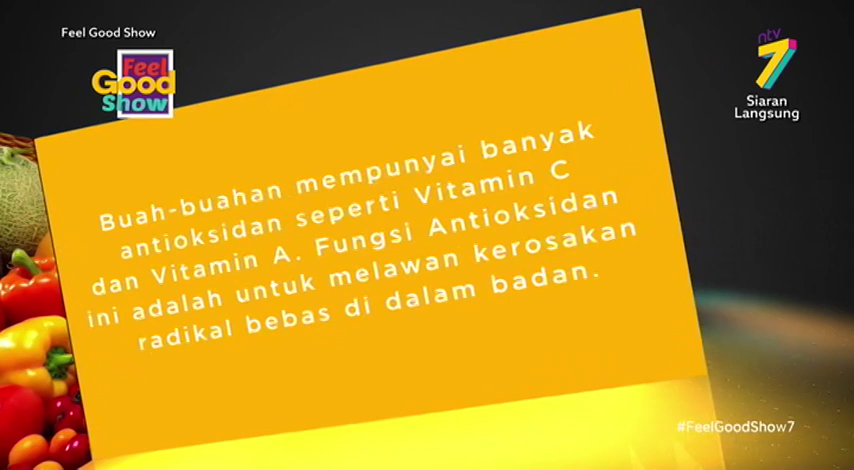 Feel Good Show
Feel
Good
Show
ntv
7
Siaran
Langsung
Buah-buahan mempunyai banyak
antioksidan seperti Vitamin C
dan Vitamin A. Fungsi Antioksidan
ini adalah untuk melawan kerosakan
radikal bebas di dalam badan.
#FeelGoodShow7